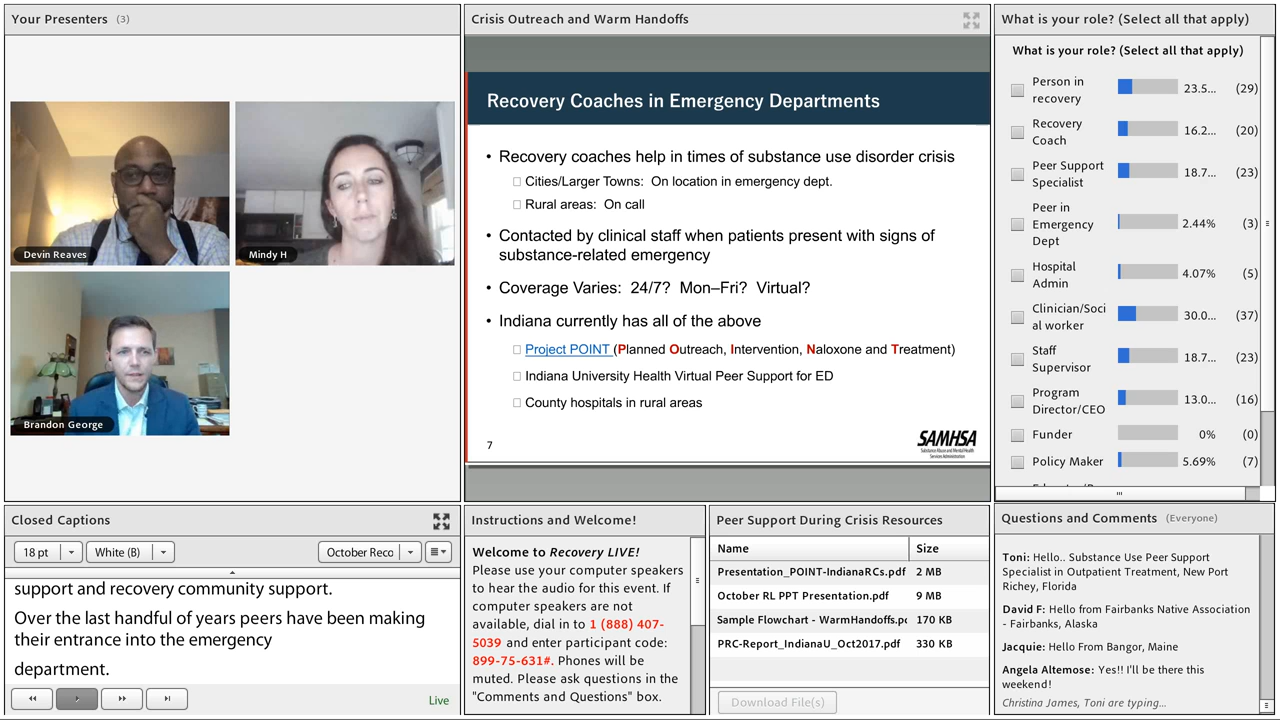 Your Presenters (3)
Devin Reaves
Mindy H
Brandon George
Crisis Outreach and Warm Handoffs
Recovery Coaches in Emergency Departments
• Recovery coaches help in times of substance use disorder crisis
Cities/Larger Towns: On location in emergency dept.
Rural areas: On call
• Contacted by clinical staff when patients present with signs of
substance-related emergency
• Coverage Varies: 24/7? Mon–Fri? Virtual?
• Indiana currently has all of the above
Project POINT (Planned Outreach, Intervention, Naloxone and Treatment)
Indiana University Health Virtual Peer Support for ED
County hospitals in rural areas
7
SAMHSA
Substance Abuse and Mental Health
Services Administration
What is your role? (Select all that apply)
What is your role? (Select all that apply)
Person in
recovery
23.5... (29)
Recovery
Coach
16.2... (20)
Peer Support
Specialist
18.7... (23)
Peer in
Emergency
Dept
2.44% (3)
Hospital
Admin
4.07% (5)
Clinician/Soci
al worker
30.0... (37)
Staff
Supervisor
18.7... (23)
Program
Director/CEO
13.0... (16)
Funder 0% (0)
Policy Maker 5.69% (7)
Closed Captions
18 pt White (B) October Reco
support and recovery community support.
Over the last handful of years peers have been making
their entrance into the emergency
department.
Live
Instructions and Welcome!
Welcome to Recovery LIVE!
Please use your computer speakers
to hear the audio for this event. If
computer speakers are not
available, dial in to 1 (888) 407-
5039 and enter participant code:
899-75-631#. Phones will be
muted. Please ask questions in the
"Comments and Questions" box.
Peer Support During Crisis Resources
Name Size
Presentation_POINT-IndianaRCs.pdf 2 MB
October RL PPT Presentation.pdf 9 MB
Sample Flowchart - WarmHandoffs.pc 170 KB
PRC-Report_IndianaU_Oct2017.pdf 330 KB
Download File(s)
Questions and Comments (Everyone)
Toni: Hello.. Substance Use Peer Support
Specialist in Outpatient Treatment, New Port
Richey, Florida
David F: Hello from Fairbanks Native Association
- Fairbanks, Alaska
Jacquie: Hello From Bangor, Maine
Angela Altemose: Yes!! I'll be there this
weekend!
Christina James, Toni are typing...